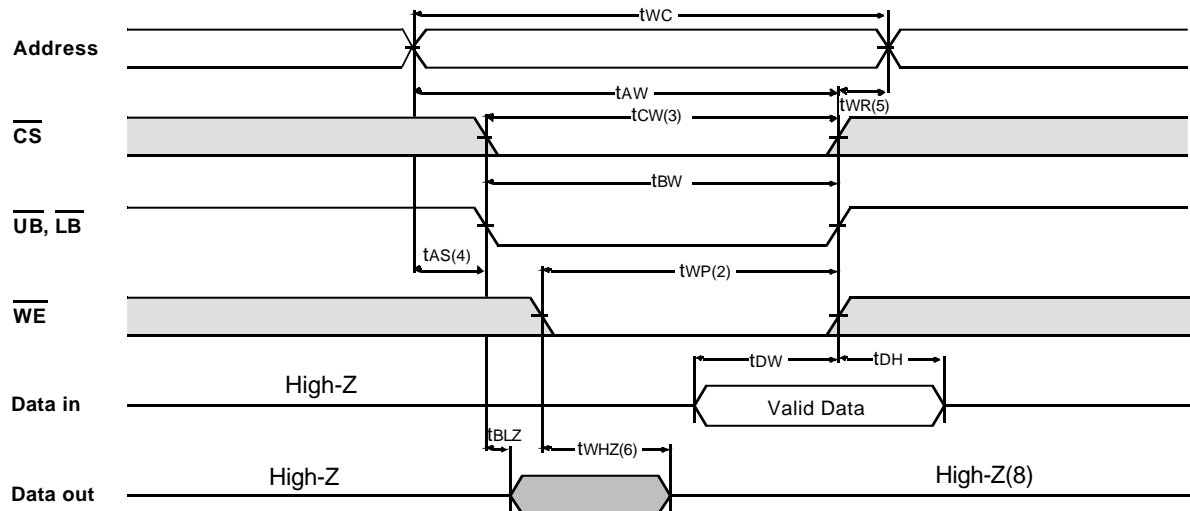 tWC
Address
tAW
tWR(5)
tCW(3)
CS
tBW
UB, LB
tAS(4)
tWP(2)
WE
tDW
tDH
High-Z
Data in
Valid Data
tBLZ
tWHZ(6)
High-Z
High-Z(8)
Data out